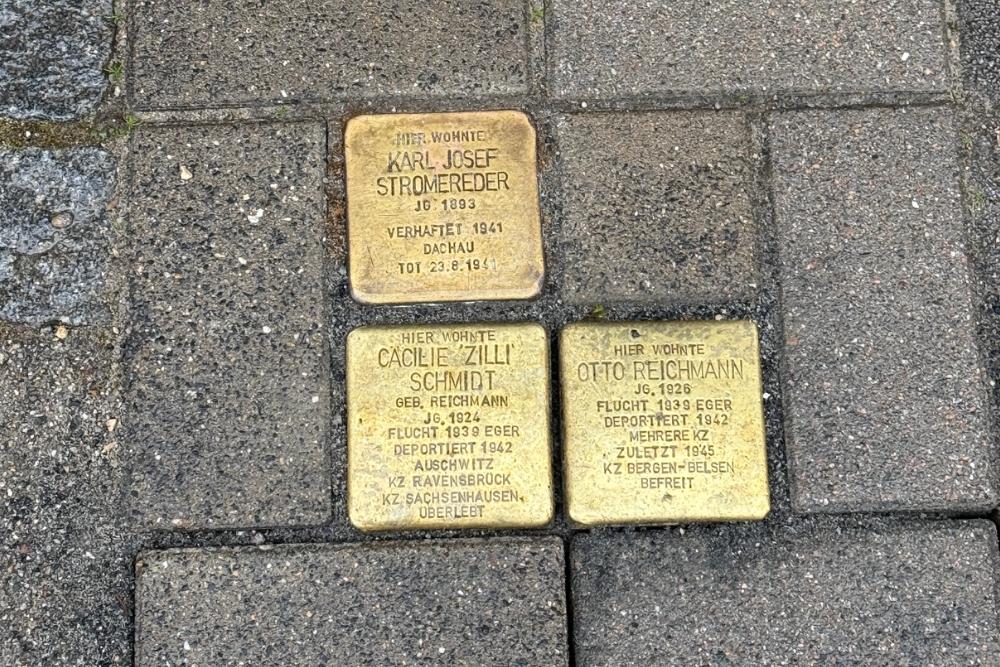 HIER WOHNTE
KARL JOSEF
STROMEREDER
JG. 1893
VERHAFTET 1941
DACHAU
TOT 23.8.1941
HIER WOHNTE
CÄCILIE 'ZILLI'
SCHMIDT
GEB. REICHMANN
JG. 1924
FLUCHT 1939 EGER
DEPORTIERT 1942
AUSCHWITZ
KZ RAVENSBRÜCK
KZ SACHSENHAUSEN
ÜBERLEBT
HIER WOHNTE
OTTO REICHMANN
JG. 1926
FLUCHT 1939 EGER
DEPORTIERT 1942
MEHRERE KZ
ZULETZT 1945
KZ BERGEN-BELSEN
BEFREIT